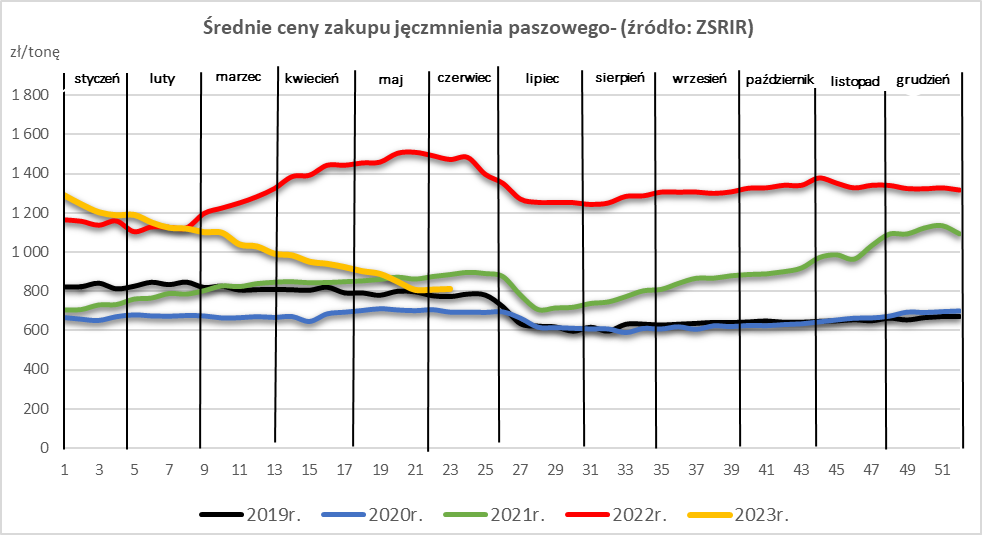 Średnie ceny zakupu jęczmnienia paszowego- (źródło: ZSRIR)
zł/tonę
styczeń luty marzec kwiecień maj czerwiec lipiec sierpień wrzesień październik listopad grudzień
1 800
1 600
1 400
1 200
1 000
800
600
400
200
0
1 3 5 7 9 11 13 15 17 19 21 23 25 27 29 31 33 35 37 39 41 43 45 47 49 51
2019r. 2020r. 2021r. 2022r. 2023r.